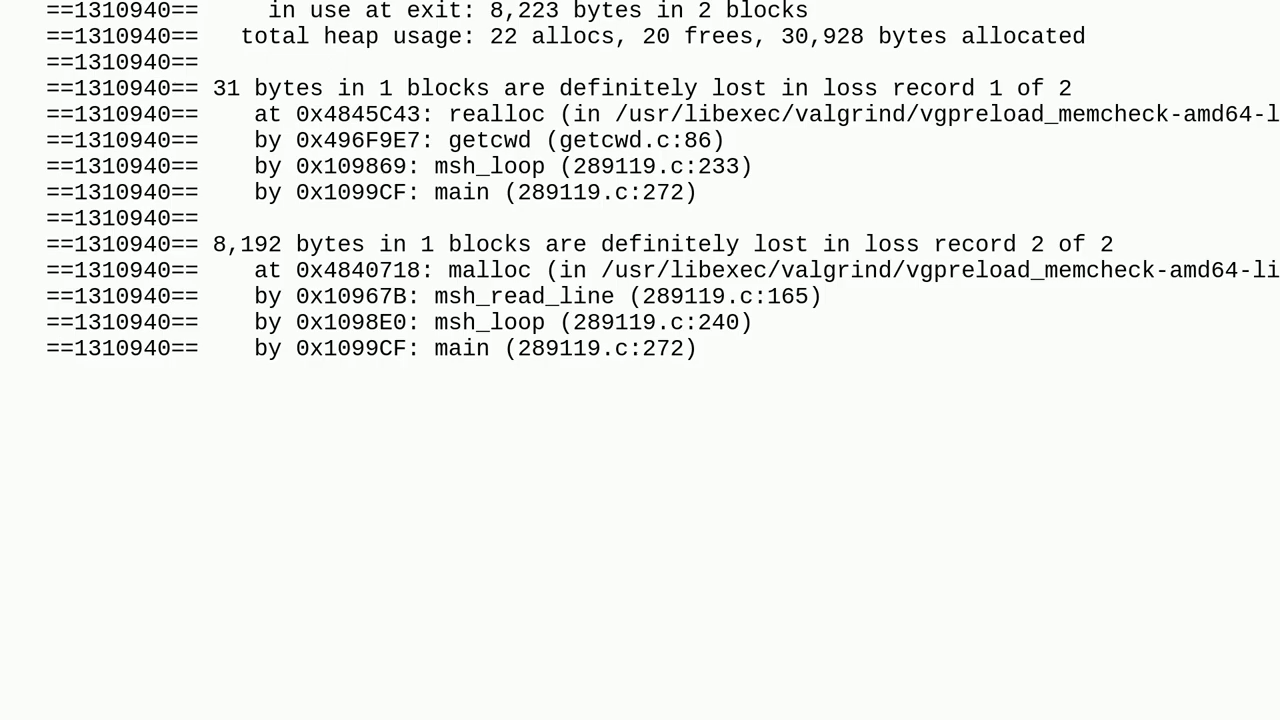 ==1310940==     in use at exit: 8,223 bytes in 2 blocks
==1310940==   total heap usage: 22 allocs, 20 frees, 30,928 bytes allocated
==1310940==
==1310940== 31 bytes in 1 blocks are definitely lost in loss record 1 of 2
==1310940==    at 0x4845C43: realloc (in /usr/libexec/valgrind/vgpreload_memcheck-amd64-l
==1310940==    by 0x496F9E7: getcwd (getcwd.c:86)
==1310940==    by 0x109869: msh_loop (289119.c:233)
==1310940==    by 0x1099CF: main (289119.c:272)
==1310940==
==1310940== 8,192 bytes in 1 blocks are definitely lost in loss record 2 of 2
==1310940==    at 0x4840718: malloc (in /usr/libexec/valgrind/vgpreload_memcheck-amd64-li
==1310940==    by 0x10967B: msh_read_line (289119.c:165)
==1310940==    by 0x1098E0: msh_loop (289119.c:240)
==1310940==    by 0x1099CF: main (289119.c:272)